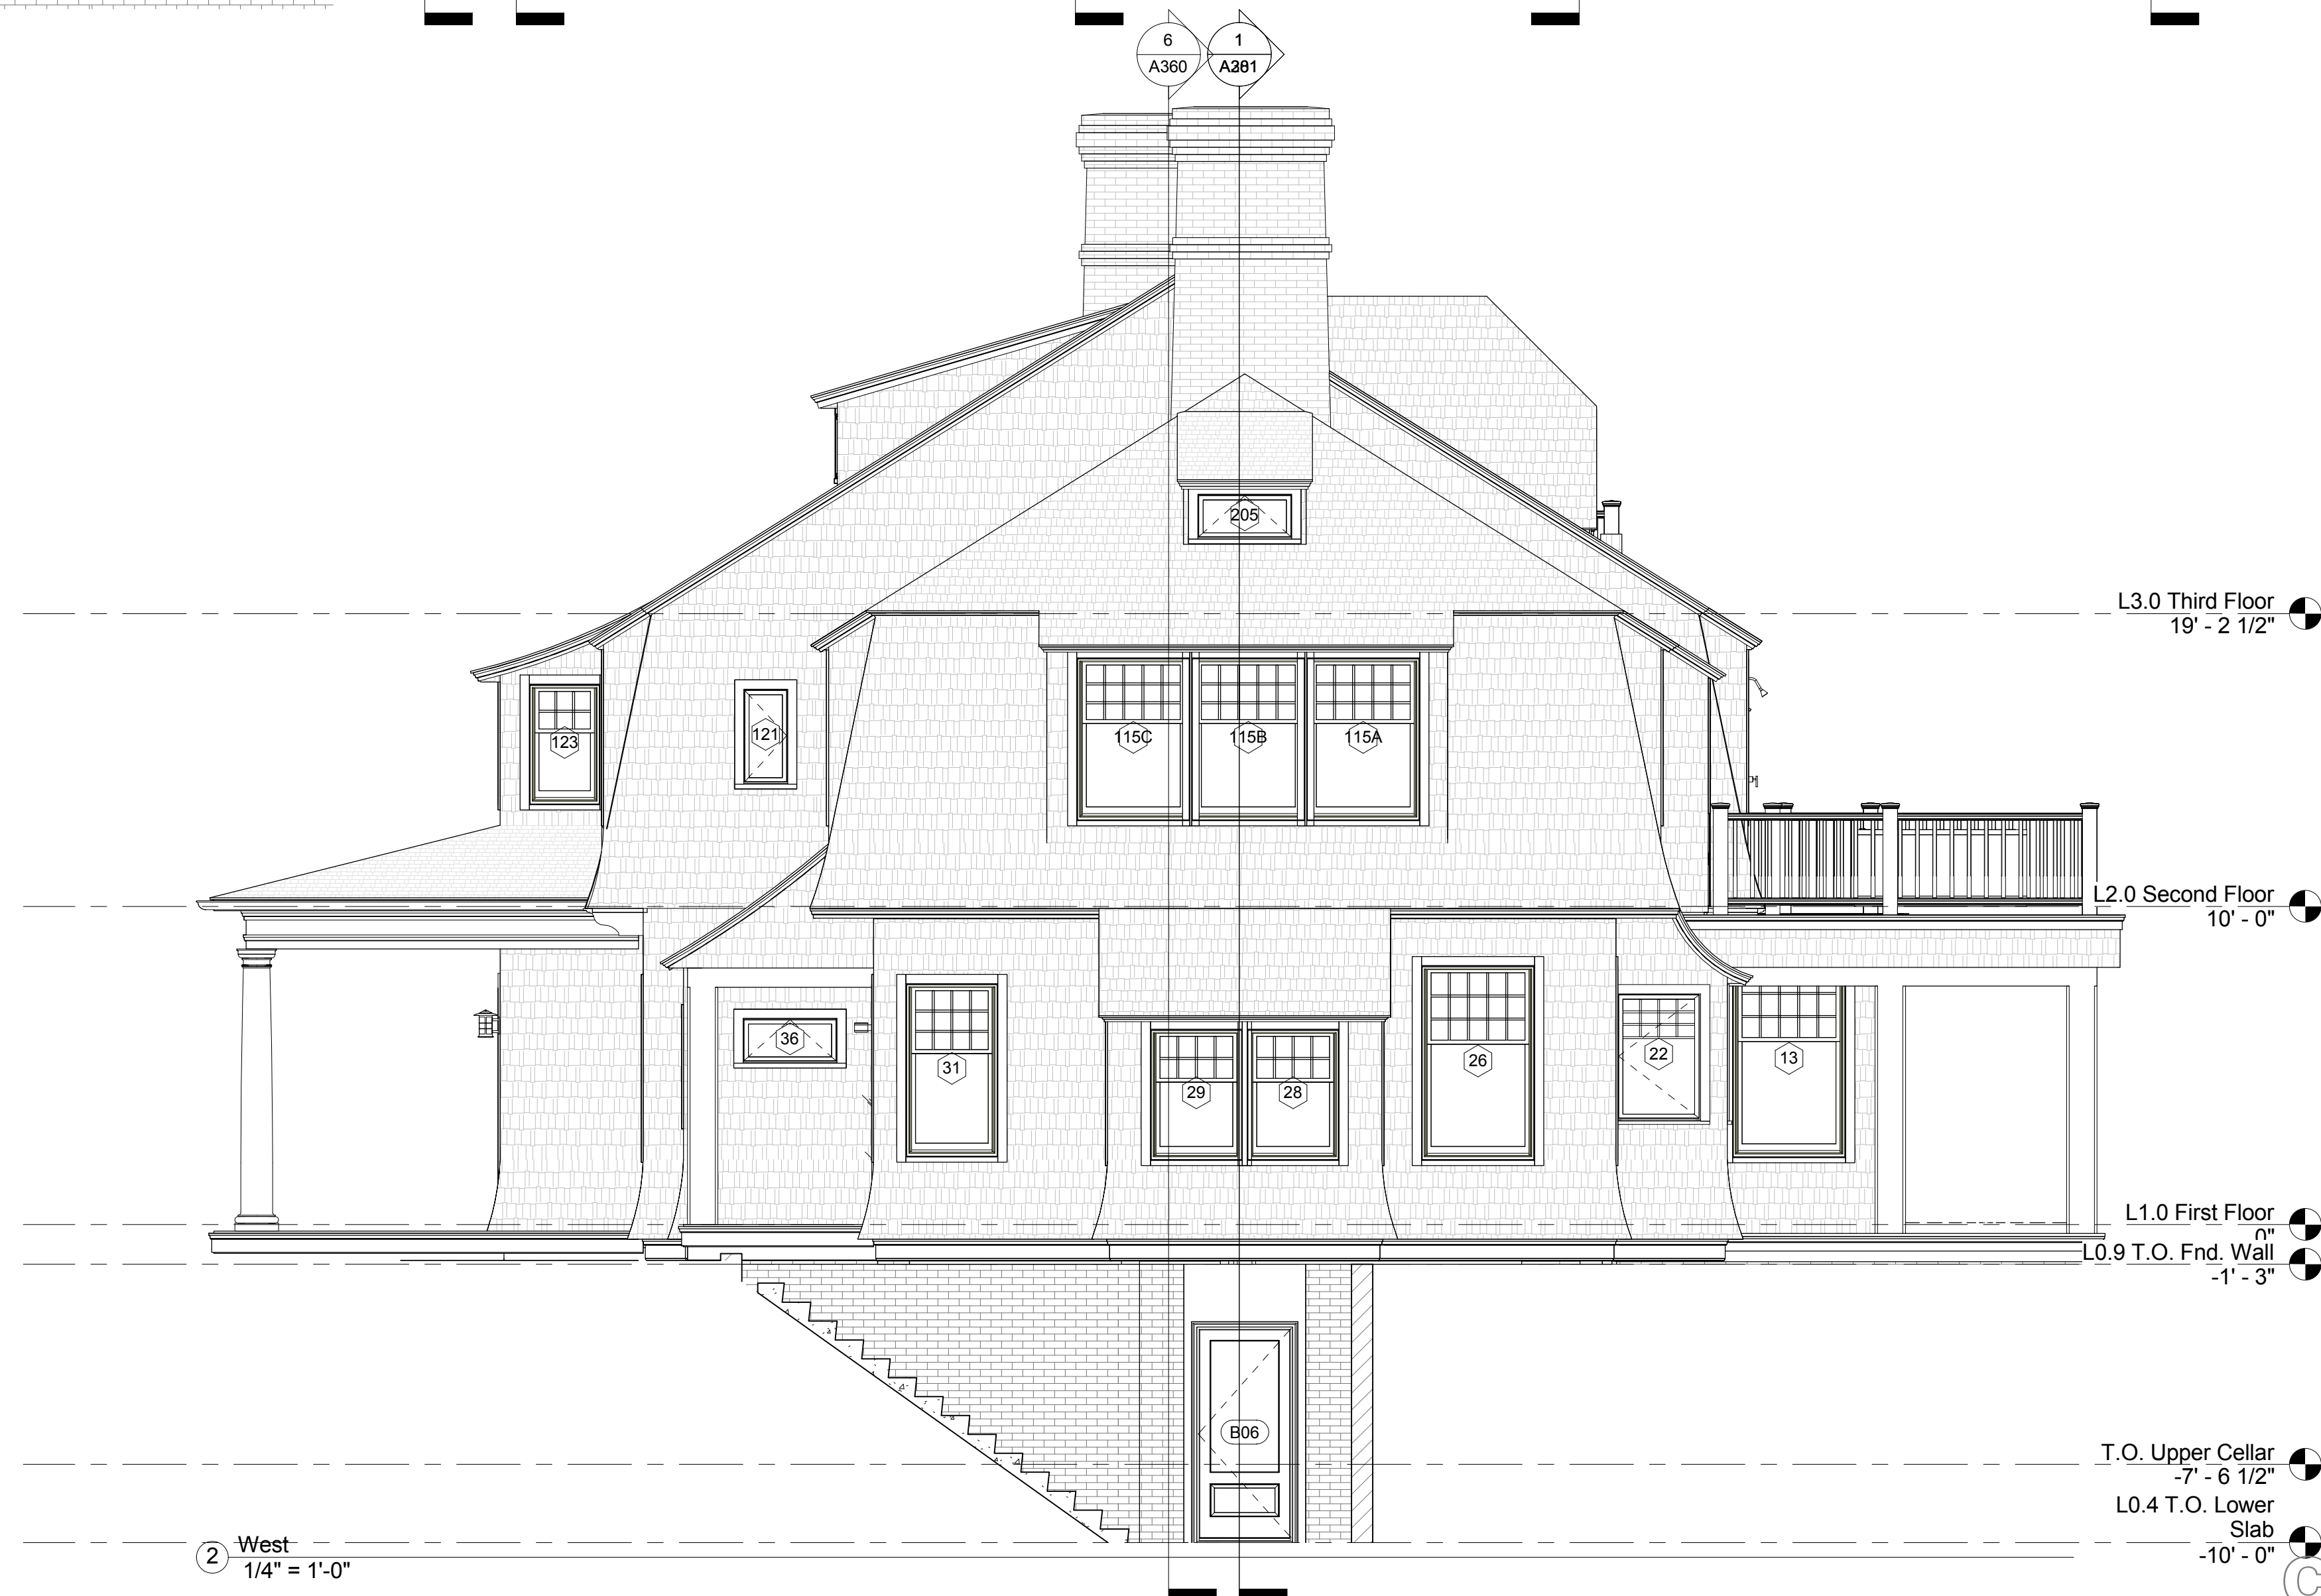 6
A360
1
205
L3.0 Third Floor
19' - 2 1/2"
123
121
115C
115B
115A
L2.0 Second Floor
10' - 0"
36
31
29
28
26
22
13
L1.0 First Floor
0"
L0.9 T.O. Fnd. Wall
-1' - 3"
B06
T.O. Upper Cellar
-7' - 6 1/2"
L0.4 T.O. Lower
Slab
-10' - 0"
2
West
1/4" = 1'-0"